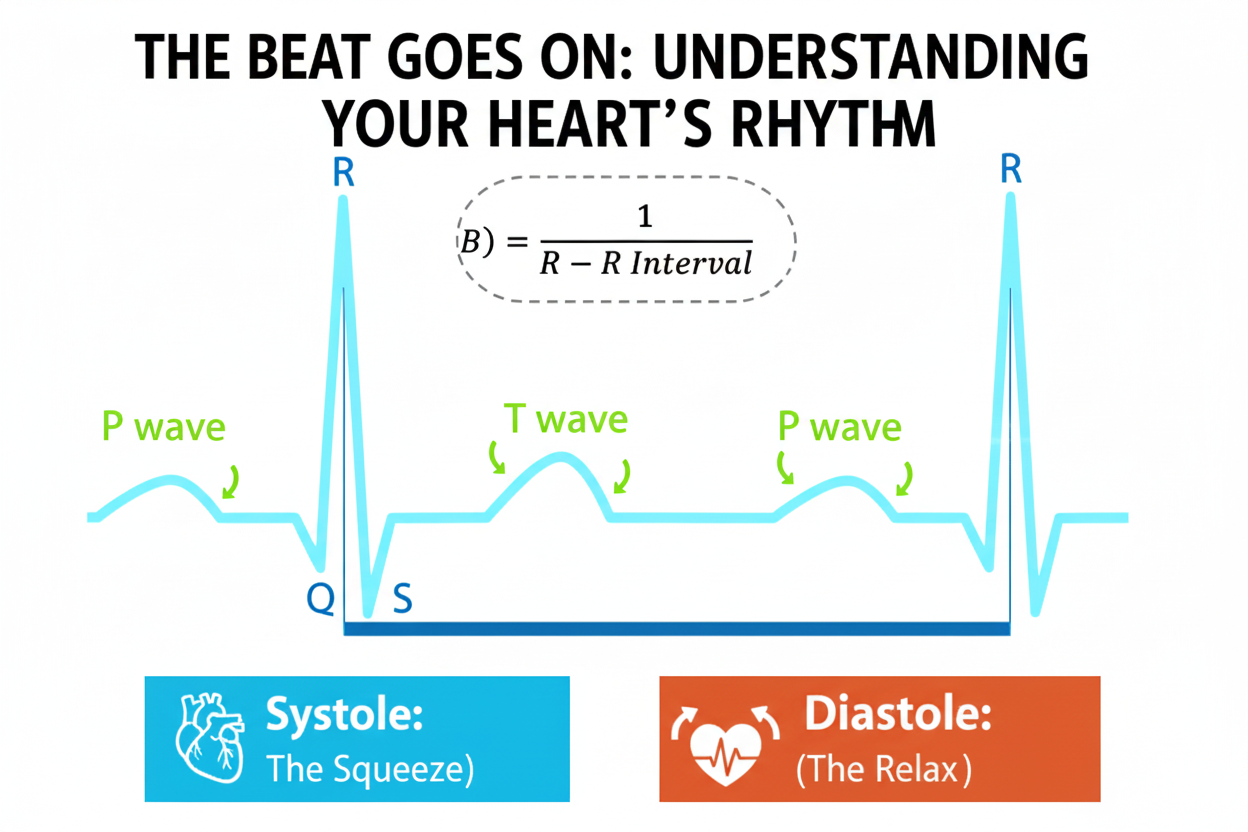 THE BEAT GOES ON: UNDERSTANDING
YOUR HEART’S RHYTHM
R
R
B) = 1 / R − R Interval
P wave
T wave
P wave
Q
S
Systole:
The Squeeze)
Diastole:
(The Relax)